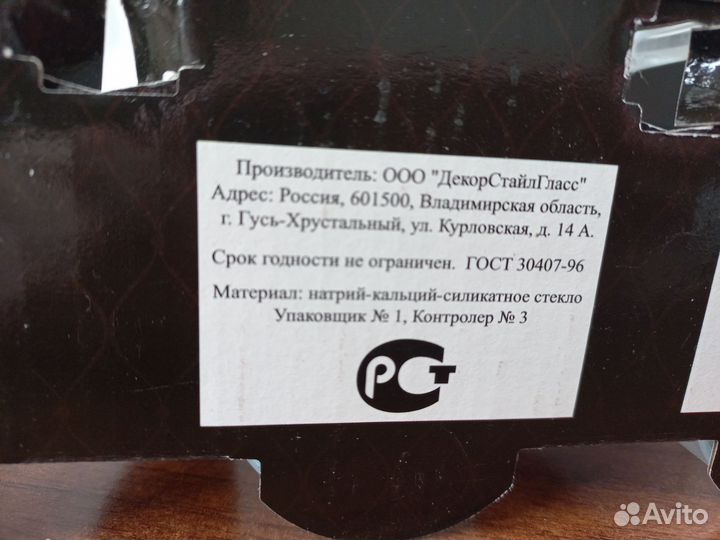 Производитель: ООО "ДекорСтайлГласс"
Адрес: Россия, 601500, Владимирская область,
г. Гусь-Хрустальный, ул. Курловская, д. 14 А.
Срок годности не ограничен. ГОСТ 30407-96
Материал: натрий-кальций-силикатное стекло
Упаковщик № 1, Контролер № 3
РСТ
Avito